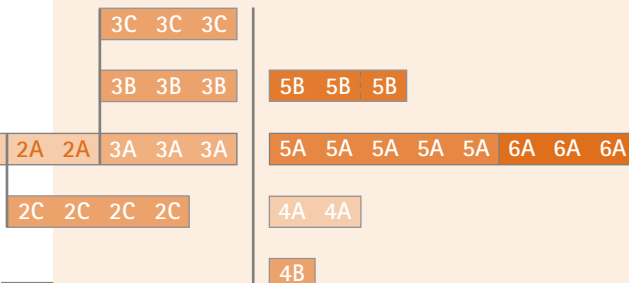 3C 3C 3C
3B 3B 3B 5B 5B 5B
2A 2A 3A 3A 3A 5A 5A 5A 5A 5A 6A 6A 6A
2C 2C 2C 2C 4A 4A
4B